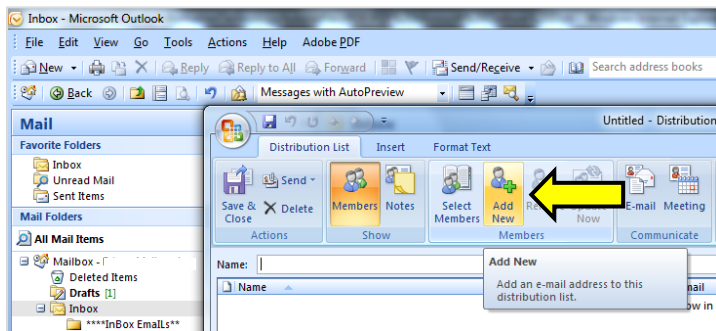 Inbox - Microsoft Outlook
File Edit View Go Tools Actions Help Adobe PDF
New Reply Reply to All Forward Send/Receive Search address books
Back Messages with AutoPreview
Mail
Favorite Folders
Inbox
Unread Mail
Sent Items
Mail Folders
All Mail Items
Mailbox -
Deleted Items
Drafts [1]
Inbox
****InBox EmaILs**
Untitled - Distribution
Distribution List Insert Format Text
Save & Close
Send
Delete
Actions
Members Notes
Show
Select Members
Add New
Now
Members
E-mail Meeting
Communicate
Name:
Name
Add New
Add an e-mail address to this
distribution list.